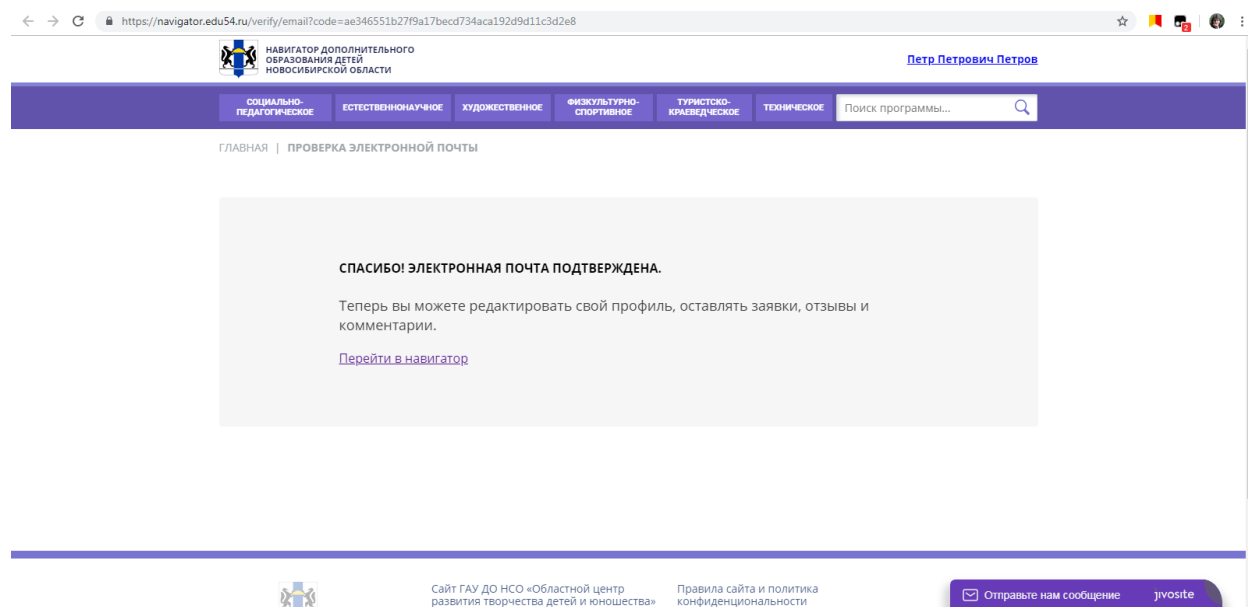 https://navigator.edu54.ru/verify/email?code=ae346551b27f9a17becd734aca192d9d11c3d2e8
2
НАВИГАТОР ДОПОЛНИТЕЛЬНОГО
ОБРАЗОВАНИЯ ДЕТЕЙ
НОВОСИБИРСКОЙ ОБЛАСТИ
Петр Петрович Петров
СОЦИАЛЬНО-
ПЕДАГОГИЧЕСКОЕ
ЕСТЕСТВЕННОНАУЧНОЕ
ХУДОЖЕСТВЕННОЕ
ФИЗКУЛЬТУРНО-
СПОРТИВНОЕ
ТУРИСТСКО-
КРАЕВЕДЧЕСКОЕ
ТЕХНИЧЕСКОЕ
Поиск программы...
ГЛАВНАЯ | ПРОВЕРКА ЭЛЕКТРОННОЙ ПОЧТЫ
СПАСИБО! ЭЛЕКТРОННАЯ ПОЧТА ПОДТВЕРЖДЕНА.
Теперь вы можете редактировать свой профиль, оставлять заявки, отзывы и
комментарии.
Перейти в навигатор
Сайт ГАУ ДО НСО «Областной центр
развития творчества детей и юношества»
Правила сайта и политика
конфиденциальности
Отправьте нам сообщение
jivosite